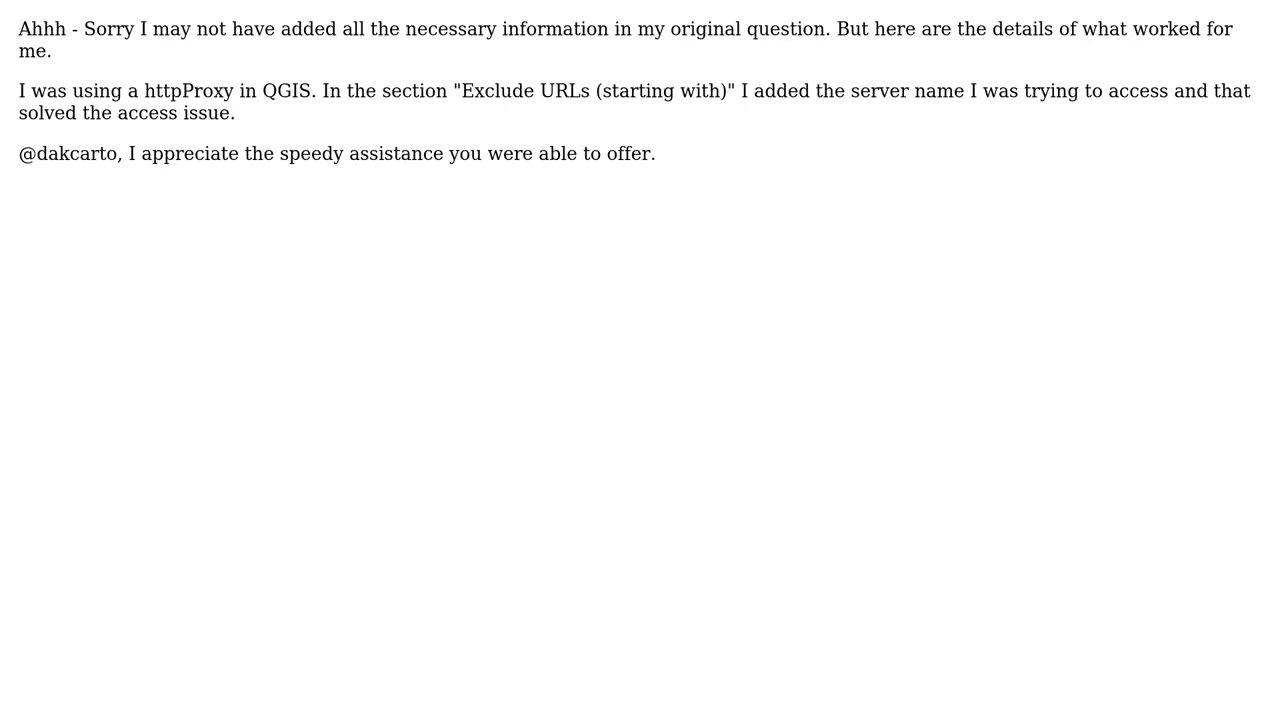 Ahhh - Sorry I may not have added all the necessary information in my original question. But here are the details of what worked for
me.
I was using a httpProxy in QGIS. In the section "Exclude URLs (starting with)" I added the server name I was trying to access and that
solved the access issue.
@dakcarto, I appreciate the speedy assistance you were able to offer.